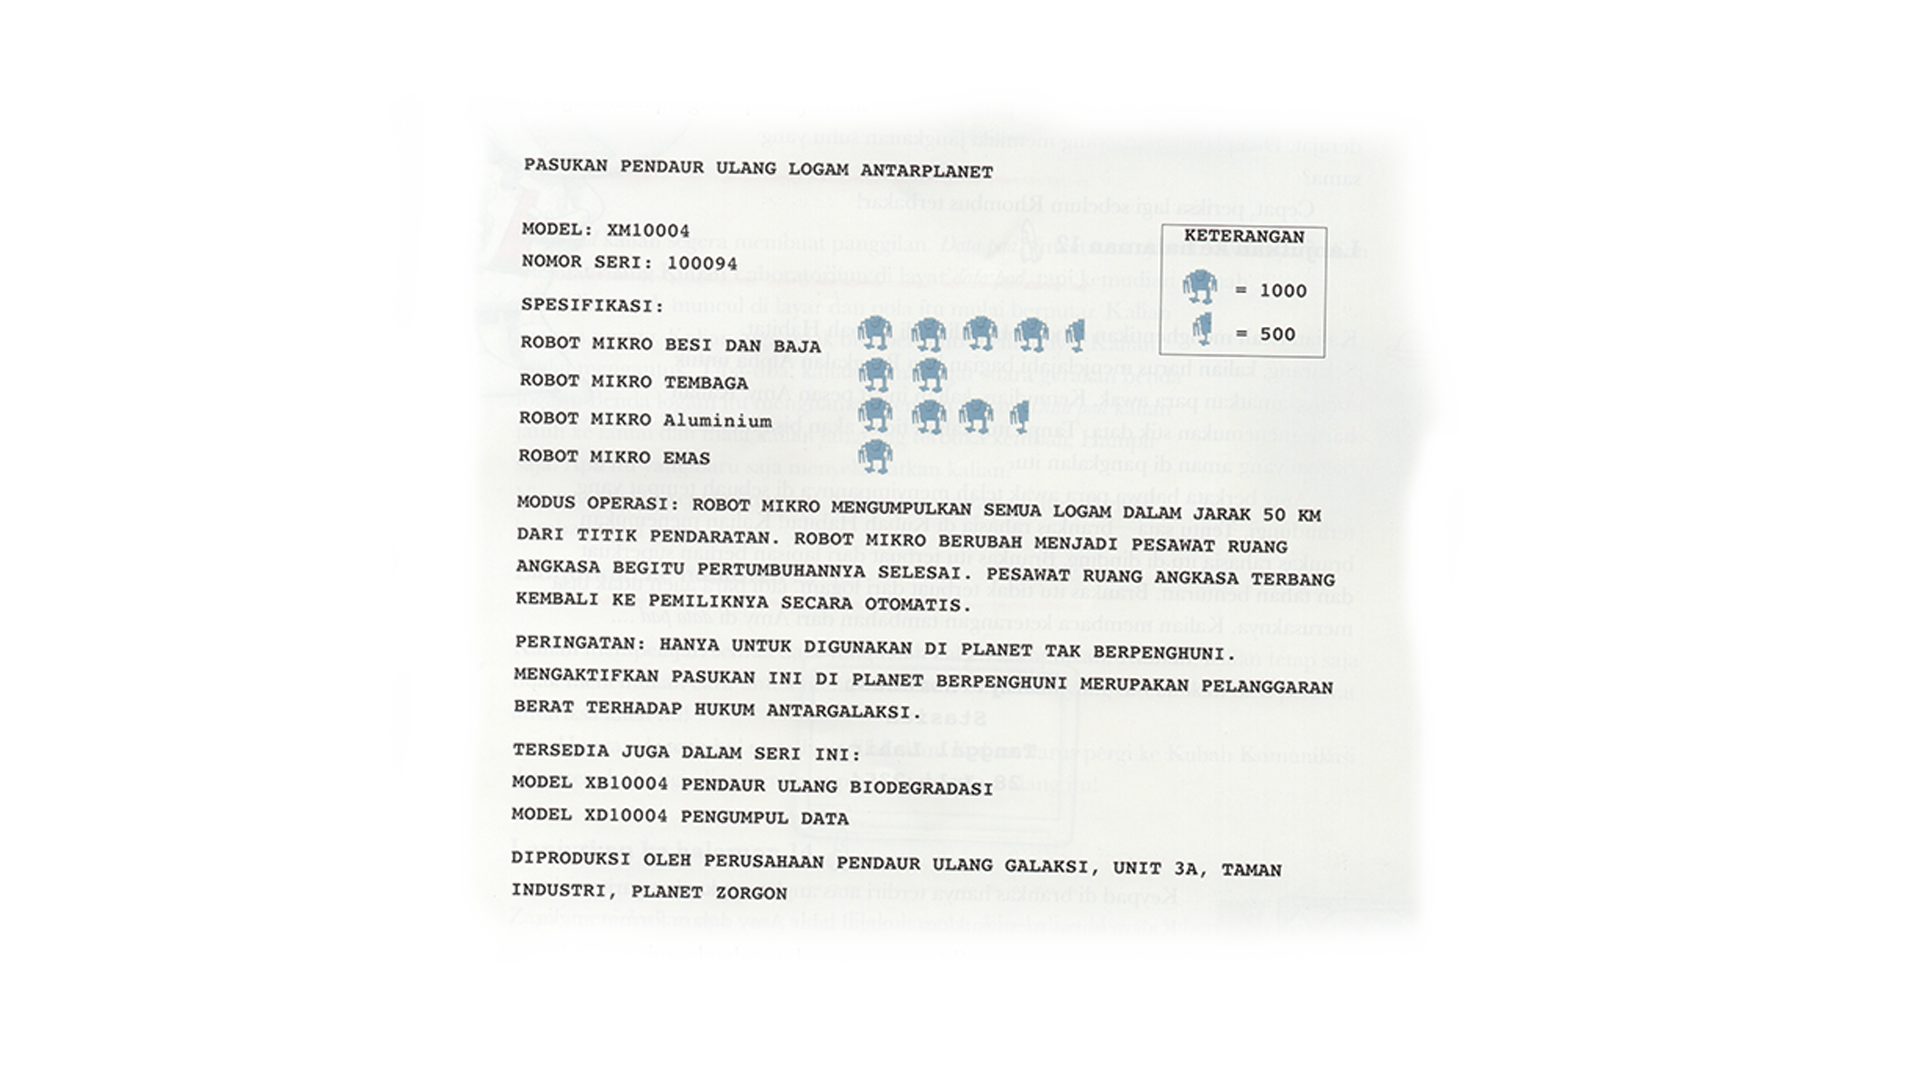 PASUKAN PENDAUR ULANG LOGAM ANTARPLANET
MODEL: XM10004
NOMOR SERI: 100094
SPESIFIKASI:
ROBOT MIKRO BESI DAN BAJA
ROBOT MIKRO TEMBAGA
ROBOT MIKRO Aluminium
ROBOT MIKRO EMAS
KETERANGAN
= 1000
= 500
MODUS OPERASI: ROBOT MIKRO MENGUMPULKAN SEMUA LOGAM DALAM JARAK 50 KM
DARI TITIK PENDARATAN. ROBOT MIKRO BERUBAH MENJADI PESAWAT RUANG
ANGKASA BEGITU PERTUMBUHANNYA SELESAI. PESAWAT RUANG ANGKASA TERBANG
KEMBALI KE PEMILIKNYA SECARA OTOMATIS.
PERINGATAN: HANYA UNTUK DIGUNAKAN DI PLANET TAK BERPENGHUNI.
MENGAKTIFKAN PASUKAN INI DI PLANET BERPENGHUNI MERUPAKAN PELANGGARAN
BERAT TERHADAP HUKUM ANTARGALAKSI.
TERSEDIA JUGA DALAM SERI INI:
MODEL XB10004 PENDAUR ULANG BIODEGRADASI
MODEL XD10004 PENGUMPUL DATA
DIPRODUKSI OLEH PERUSAHAAN PENDAUR ULANG GALAKSI, UNIT 3A, TAMAN
INDUSTRI, PLANET ZORGON